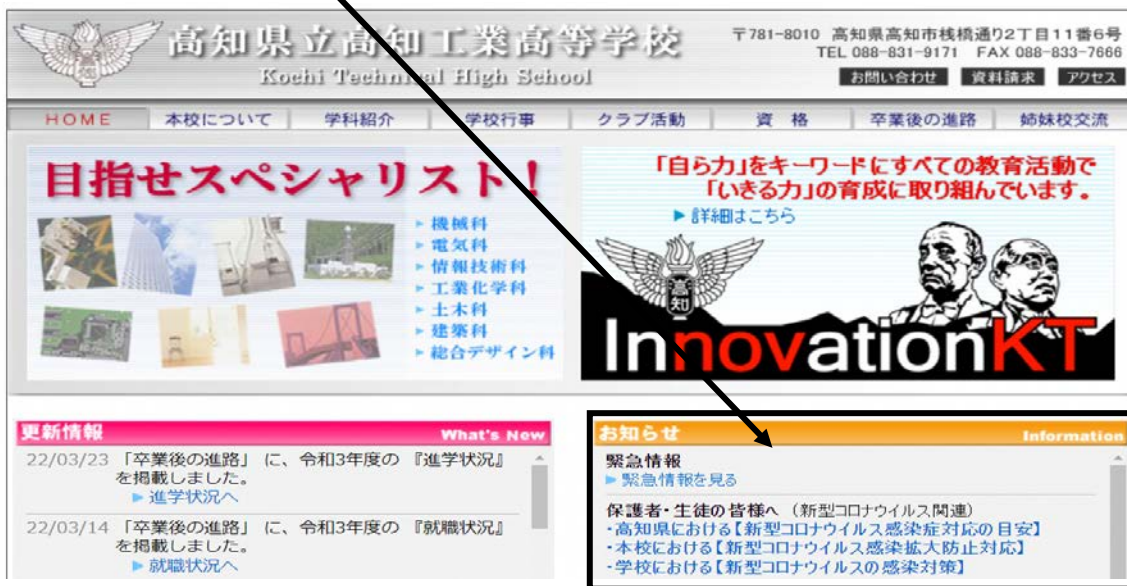 高知県立高知工業高等学校
Kochi Technical High School
〒781-8010 高知県高知市桟橋通り2丁目11番6号
TEL 088-831-9171 FAX 088-833-7666
お問い合わせ 資料請求 アクセス
HOME 本校について 学科紹介 学校行事 クラブ活動 資格 卒業後の進路 姉妹校交流
目指せスペシャリスト！
機械科
電気科
情報技術科
工業化学科
土木科
建築科
総合デザイン科
「自ら力」をキーワードにすべての教育活動で
「いきる力」の育成に取り組んでいます。
詳細はこちら
高知
InnovationKT
更新情報 What's New
22/03/23 「卒業後の進路」 に、令和3年度の 『進学状況』
を掲載しました。
進学状況へ
22/03/14 「卒業後の進路」 に、令和3年度の 『就職状況』
を掲載しました。
就職状況へ
お知らせ Information
緊急情報
緊急情報を見る
保護者・生徒の皆様へ （新型コロナウイルス関連）
・高知県における【新型コロナウイルス感染症対応の目安】
・本校における【新型コロナウイルス感染拡大防止対応】
・学校における【新型コロナウイルスの感染対策】